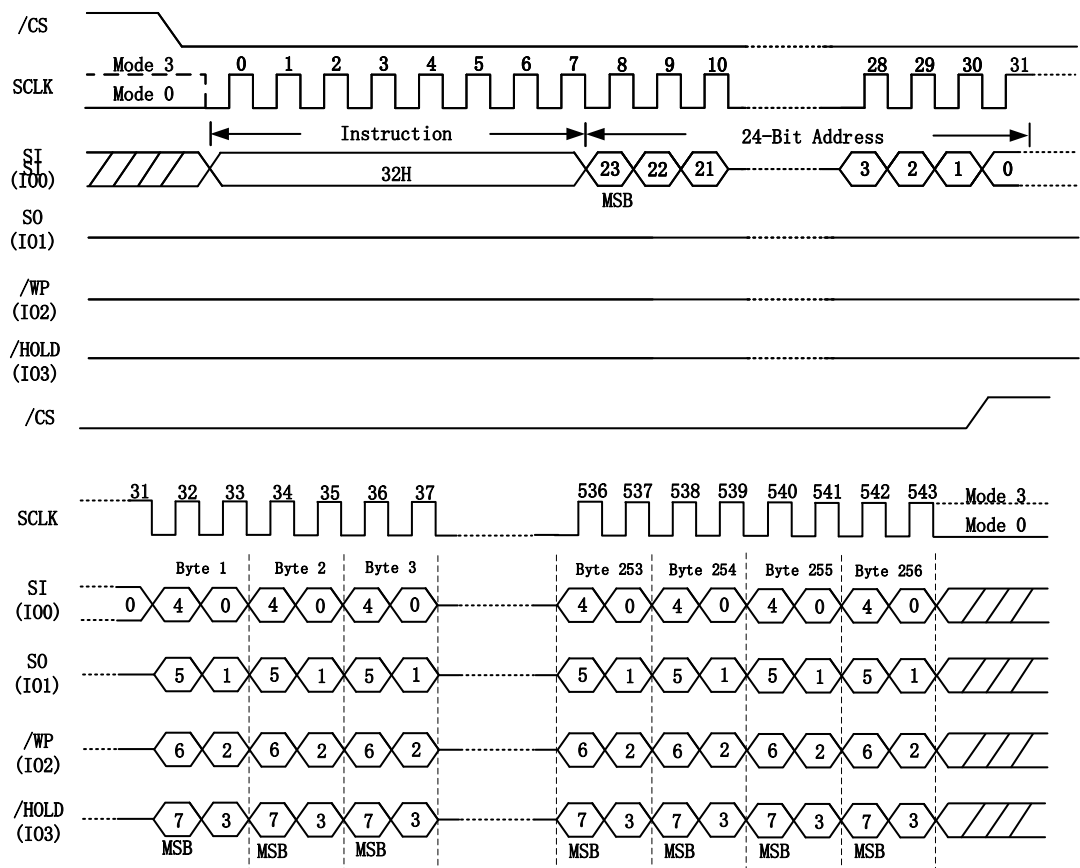 /CS
Mode 3
0 1 2 3 4 5 6 7 8 9 10 28 29 30 31
SCLK
Mode 0
Instruction 24-Bit Address
SI
SI
(IO0)
32H 23 22 21 3 2 1 0
MSB
SO
(IO1)
/WP
(IO2)
/HOLD
(IO3)
/CS
31 32 33 34 35 36 37 536 537 538 539 540 541 542 543 Mode 3
SCLK
Mode 0
Byte 1 Byte 2 Byte 3 Byte 253 Byte 254 Byte 255 Byte 256
SI
(IO0)
0 4 0 4 0 4 0 4 0 4 0 4 0 4 0
SO
(IO1)
5 1 5 1 5 1 5 1 5 1 5 1 5 1
/WP
(IO2)
6 2 6 2 6 2 6 2 6 2 6 2 6 2
/HOLD
(IO3)
7 3 7 3 7 3 7 3 7 3 7 3 7 3
MSB MSB MSB MSB MSB MSB MSB